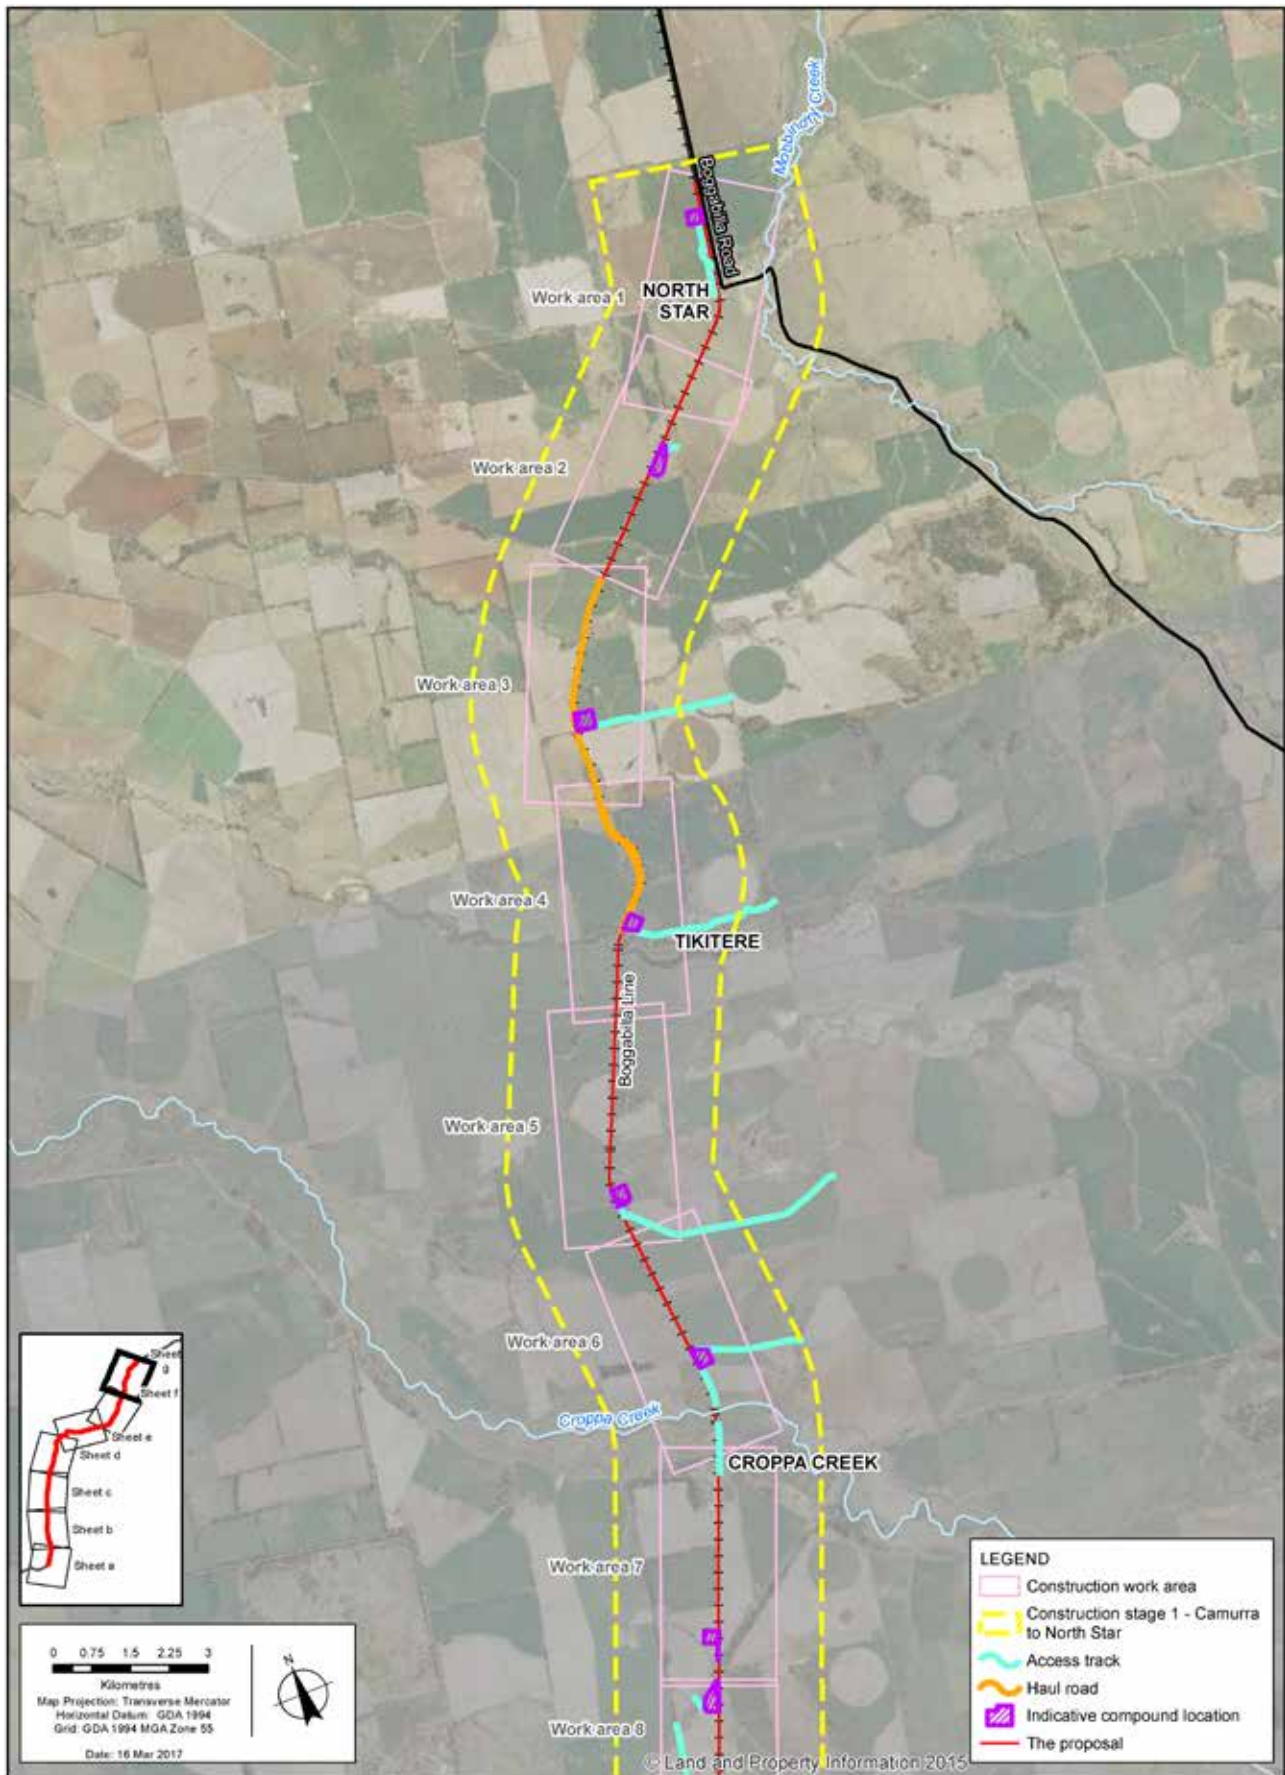 Mobbindry Creek
Boggabilla Road
NORTH
STAR
Work area 1
Work area 2
Work area 3
Work area 4
TIKITERE
Boggabilla Line
Work area 5
Work area 6
Croppa Creek
CROPPA CREEK
Work area 7
Work area 8
Sheet
g
Sheet f
Sheet e
Sheet d
Sheet c
Sheet b
Sheet a
0 0.75 1.5 2.25 3
Kilometres
Map Projection: Transverse Mercator
Horizontal Datum: GDA 1994
Grid: GDA 1994 MGA Zone 55
Date: 16 Mar 2017
N
LEGEND
Construction work area
Construction stage 1 - Camurra
to North Star
Access track
Haul road
Indicative compound location
The proposal
© Land and Property Information 2015